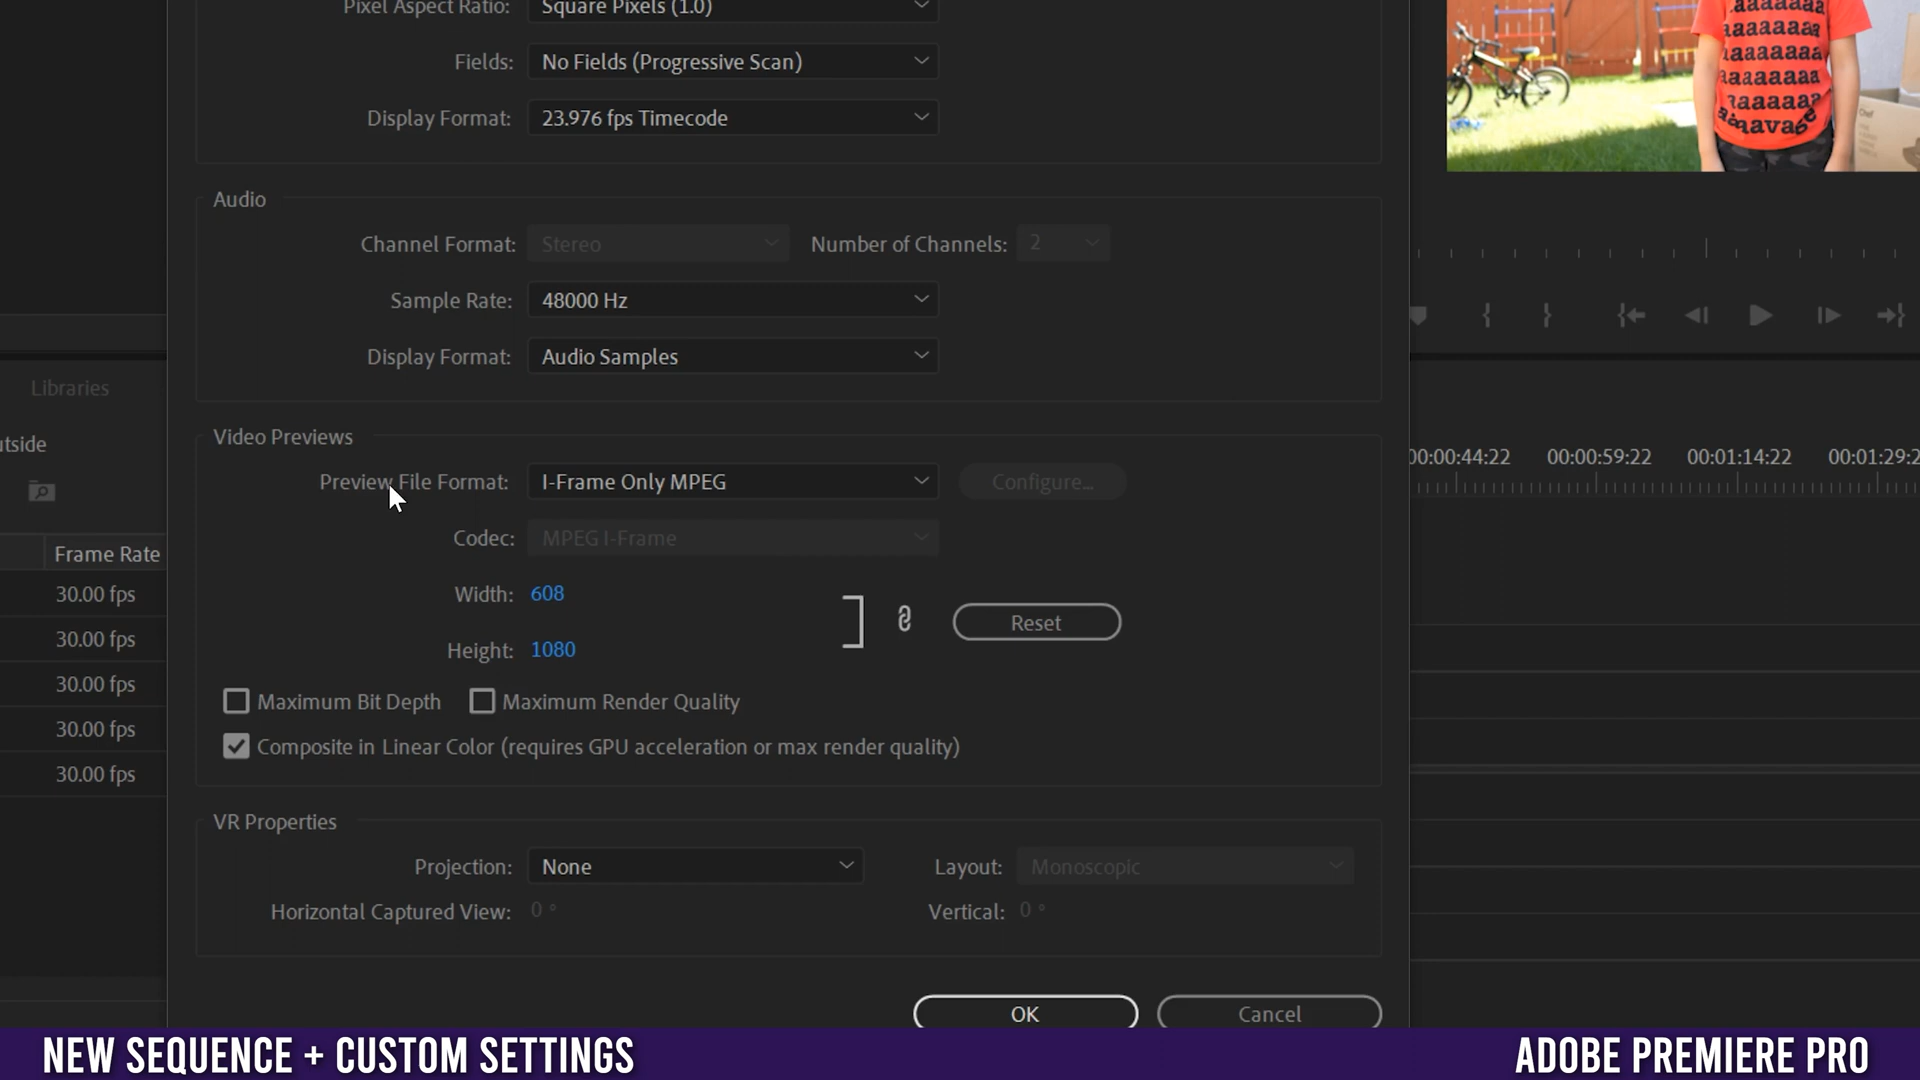 Pixel Aspect Ratio: Square Pixels (1.0)
Fields: No Fields (Progressive Scan)
Display Format: 23.976 fps Timecode
Audio
Channel Format: Stereo Number of Channels: 2
Sample Rate: 48000 Hz
Display Format: Audio Samples
Video Previews
Preview File Format: I-Frame Only MPEG Configure...
Codec: MPEG I-Frame
Width: 608
Reset
Height: 1080
Maximum Bit Depth Maximum Render Quality
Composite in Linear Color (requires GPU acceleration or max render quality)
VR Properties
Projection: None Layout: Monoscopic
Horizontal Captured View: 0 ° Vertical: 0 °
OK Cancel
Libraries
utside
Frame Rate
30.00 fps
30.00 fps
30.00 fps
30.00 fps
30.00 fps
aaaaaaa
aaaaaaa
aaaaaaa
aaaaaaa
aaaaaa
00:00:44:22 00:00:59:22 00:01:14:22 00:01:29:2
NEW SEQUENCE + CUSTOM SETTINGS
ADOBE PREMIERE PRO